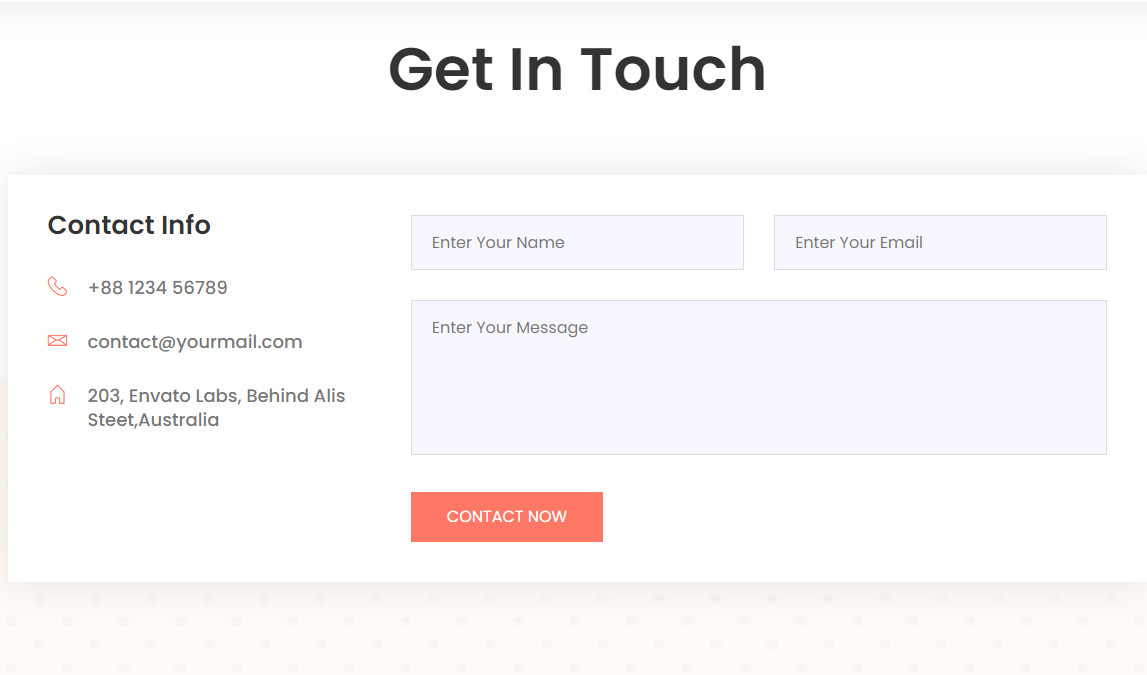 Get In Touch
Contact Info
+88 1234 56789
contact@yourmail.com
203, Envato Labs, Behind Alis
Steet,Australia
Enter Your Name
Enter Your Email
Enter Your Message
CONTACT NOW